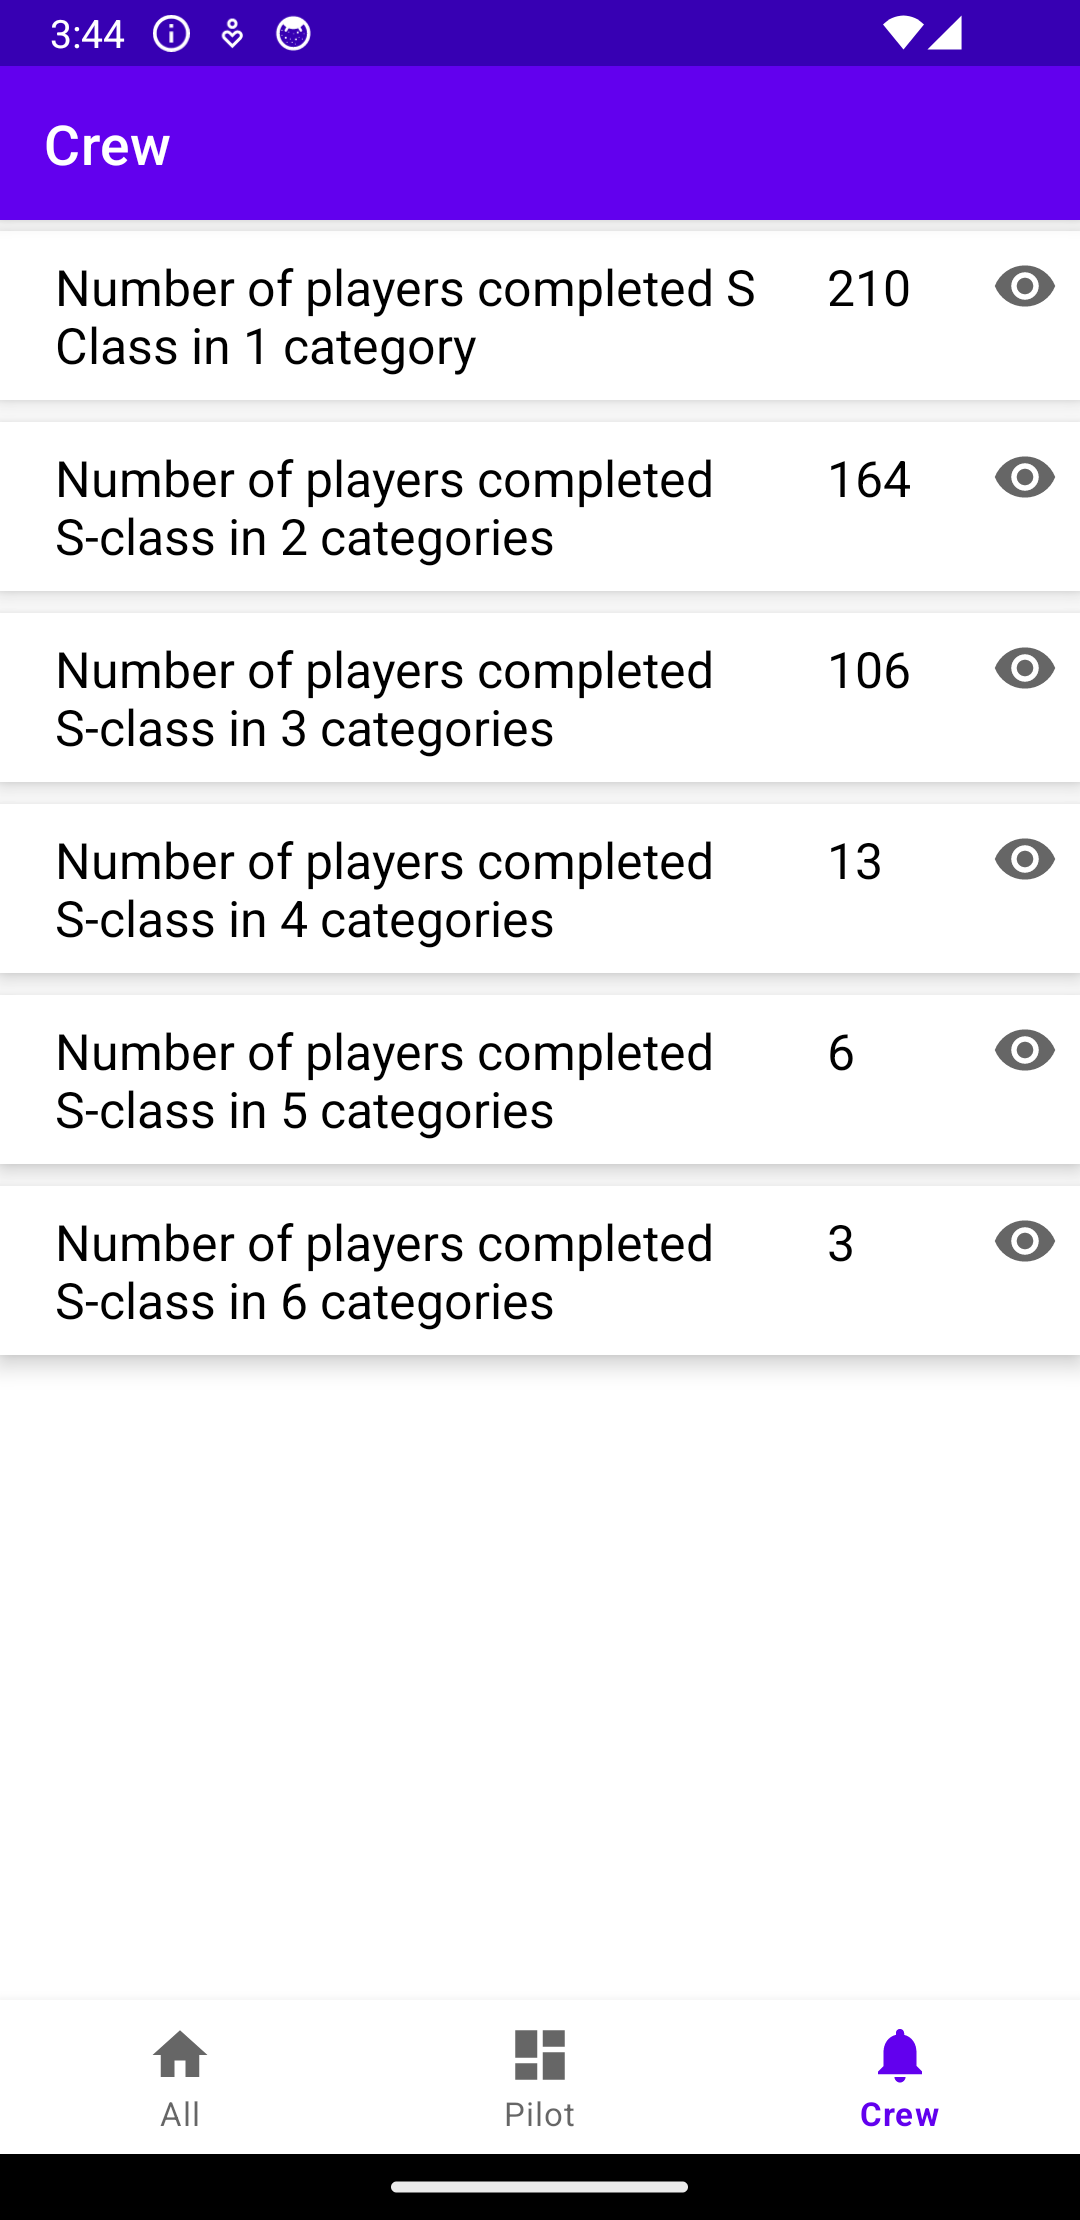 3:44
Crew
Number of players completed S 210
Class in 1 category
Number of players completed 164
S-class in 2 categories
Number of players completed 106
S-class in 3 categories
Number of players completed 13
S-class in 4 categories
Number of players completed 6
S-class in 5 categories
Number of players completed 3
S-class in 6 categories
All Pilot Crew